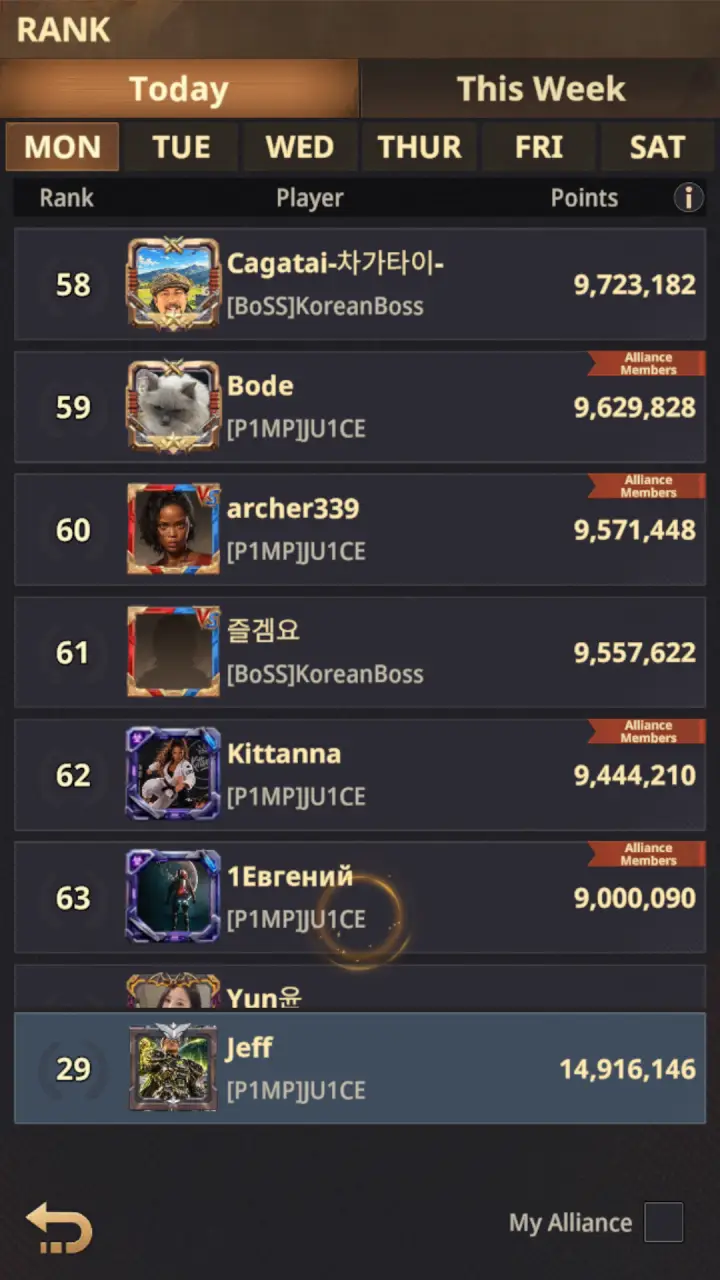 RANK
Today
This Week
MON
TUE
WED
THUR
FRI
SAT
Rank
Player
Points
i
58
Cagatai-차가타이-
[BoSS]KoreanBoss
9,723,182
59
Bode
[P1MP]JU1CE
Alliance
Members
9,629,828
60
archer339
[P1MP]JU1CE
Alliance
Members
9,571,448
61
즐겜요
[BoSS]KoreanBoss
9,557,622
62
Kittanna
[P1MP]JU1CE
Alliance
Members
9,444,210
63
1Евгений
[P1MP]JU1CE
Alliance
Members
9,000,090
Yun윤
29
Jeff
[P1MP]JU1CE
14,916,146
My Alliance